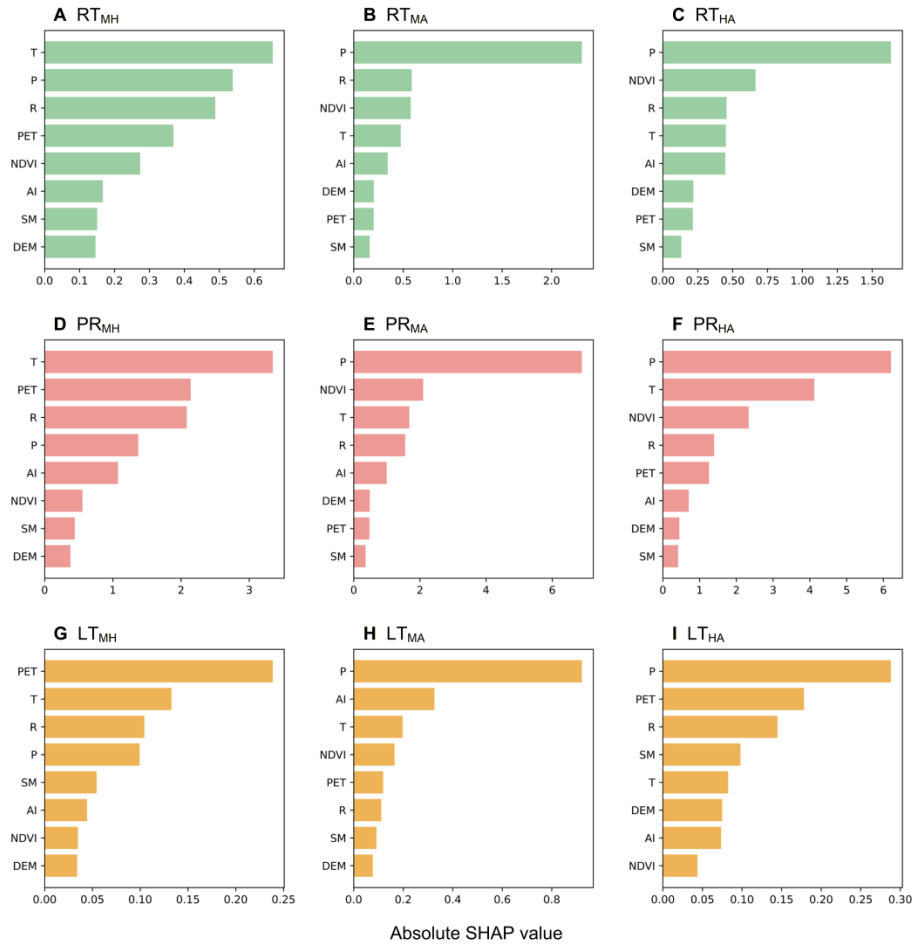 A RTMH
B RTMA
C RTHA
T
P
R
PET
NDVI
AI
SM
DEM
0.0 0.1 0.2 0.3 0.4 0.5 0.6
P
R
NDVI
T
AI
DEM
PET
SM
0.0 0.5 1.0 1.5 2.0
P
NDVI
R
T
AI
DEM
PET
SM
0.00 0.25 0.50 0.75 1.00 1.25 1.50
D PRMH
E PRMA
F PRHA
T
PET
R
P
AI
NDVI
SM
DEM
0 1 2 3
P
NDVI
T
R
AI
DEM
PET
SM
0 2 4 6
P
T
NDVI
R
PET
AI
DEM
SM
0 1 2 3 4 5 6
G LTMH
H LTMA
I LTHA
PET
T
R
P
SM
AI
NDVI
DEM
0.00 0.05 0.10 0.15 0.20 0.25
P
AI
T
NDVI
PET
R
SM
DEM
0.0 0.2 0.4 0.6 0.8
P
PET
R
SM
T
DEM
AI
NDVI
0.00 0.05 0.10 0.15 0.20 0.25 0.30
Absolute SHAP value